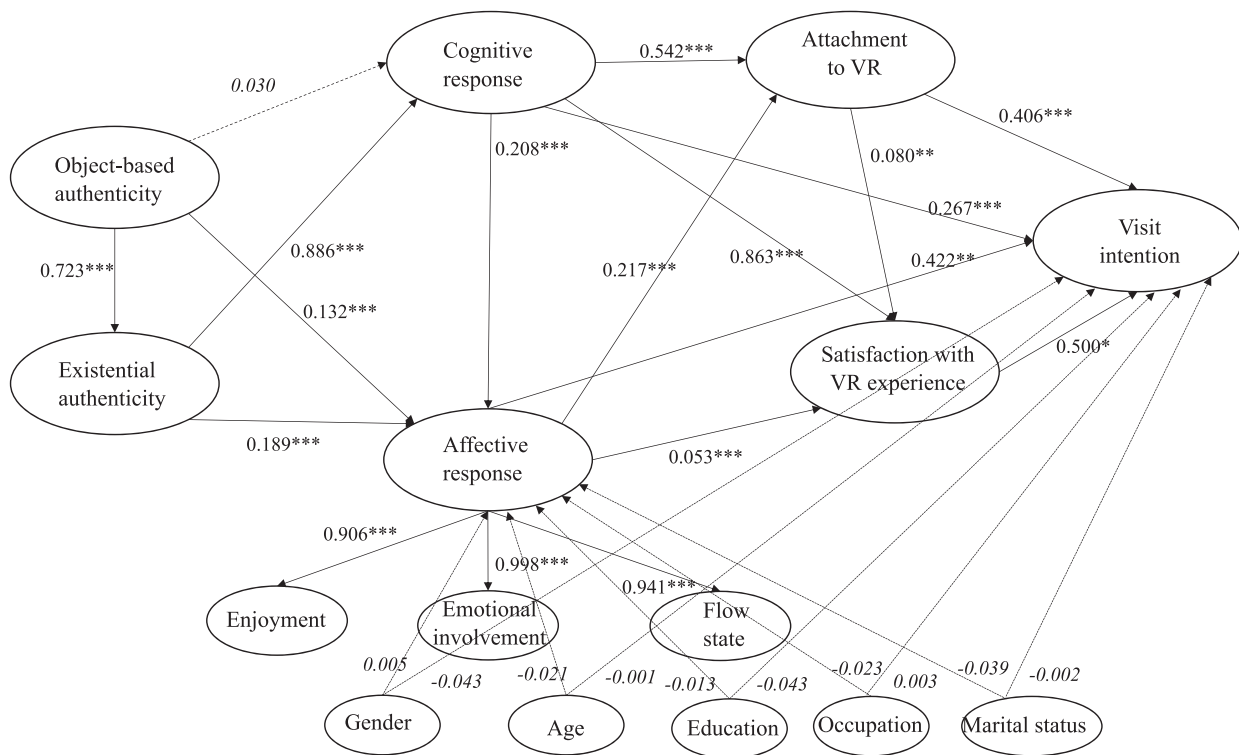 Cognitive
response
0.542***
Attachment
to VR
0.030
0.406***
0.208***
0.080**
Object-based
authenticity
0.267***
Visit
intention
0.886***
0.217***
0.863***
0.422**
0.723***
0.132***
Existential
authenticity
Satisfaction with
VR experience
0.500*
0.189***
Affective
response
0.053***
0.906***
0.998***
0.941***
Enjoyment
Emotional
involvement
Flow
state
0.005
-0.043
-0.021
-0.001
-0.013
-0.043
-0.023
0.003
-0.039
-0.002
Gender
Age
Education
Occupation
Marital status